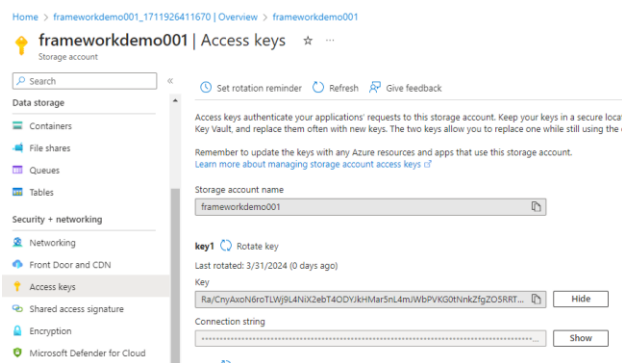 Home > frameworkdemo001_1711926411670 | Overview > frameworkdemo001
frameworkdemo001 | Access keys
Storage account
Search
Set rotation reminder Refresh Give feedback
Data storage
Containers
File shares
Queues
Tables
Security + networking
Networking
Front Door and CDN
Access keys
Shared access signature
Encryption
Microsoft Defender for Cloud
Access keys authenticate your applications' requests to this storage account. Keep your keys in a secure
Key Vault, and replace them often with new keys. The two keys allow you to replace one while still using the
Remember to update the keys with any Azure resources and apps that use this storage account.
Learn more about managing storage account access keys
Storage account name
frameworkdemo001
key1 Rotate key
Last rotated: 3/31/2024 (0 days ago)
Key
Hide
Connection string
Show